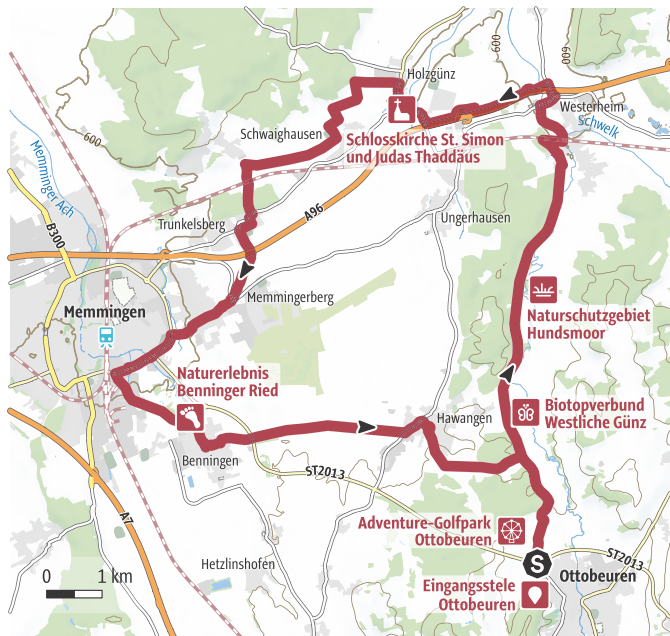 600
600
Holzgünz
Westerheim
Schwelk
Schwaighausen
600
Schlosskirche St. Simon
und Judas Thaddäus
Memminger Ach
A96
Trunkelsberg
Ungerhausen
B300
Memmingerberg
Memmingen
Naturschutzgebiet
Hundsmoor
Naturerlebnis
Benninger Ried
Biotopverbund
Westliche Günz
Hawangen
Benningen
ST2013
A7
Adventure-Golfpark
Ottobeuren
S
ST2013
Hetzlinshofen
Ottobeuren
0 1 km
Eingangsstele
Ottobeuren